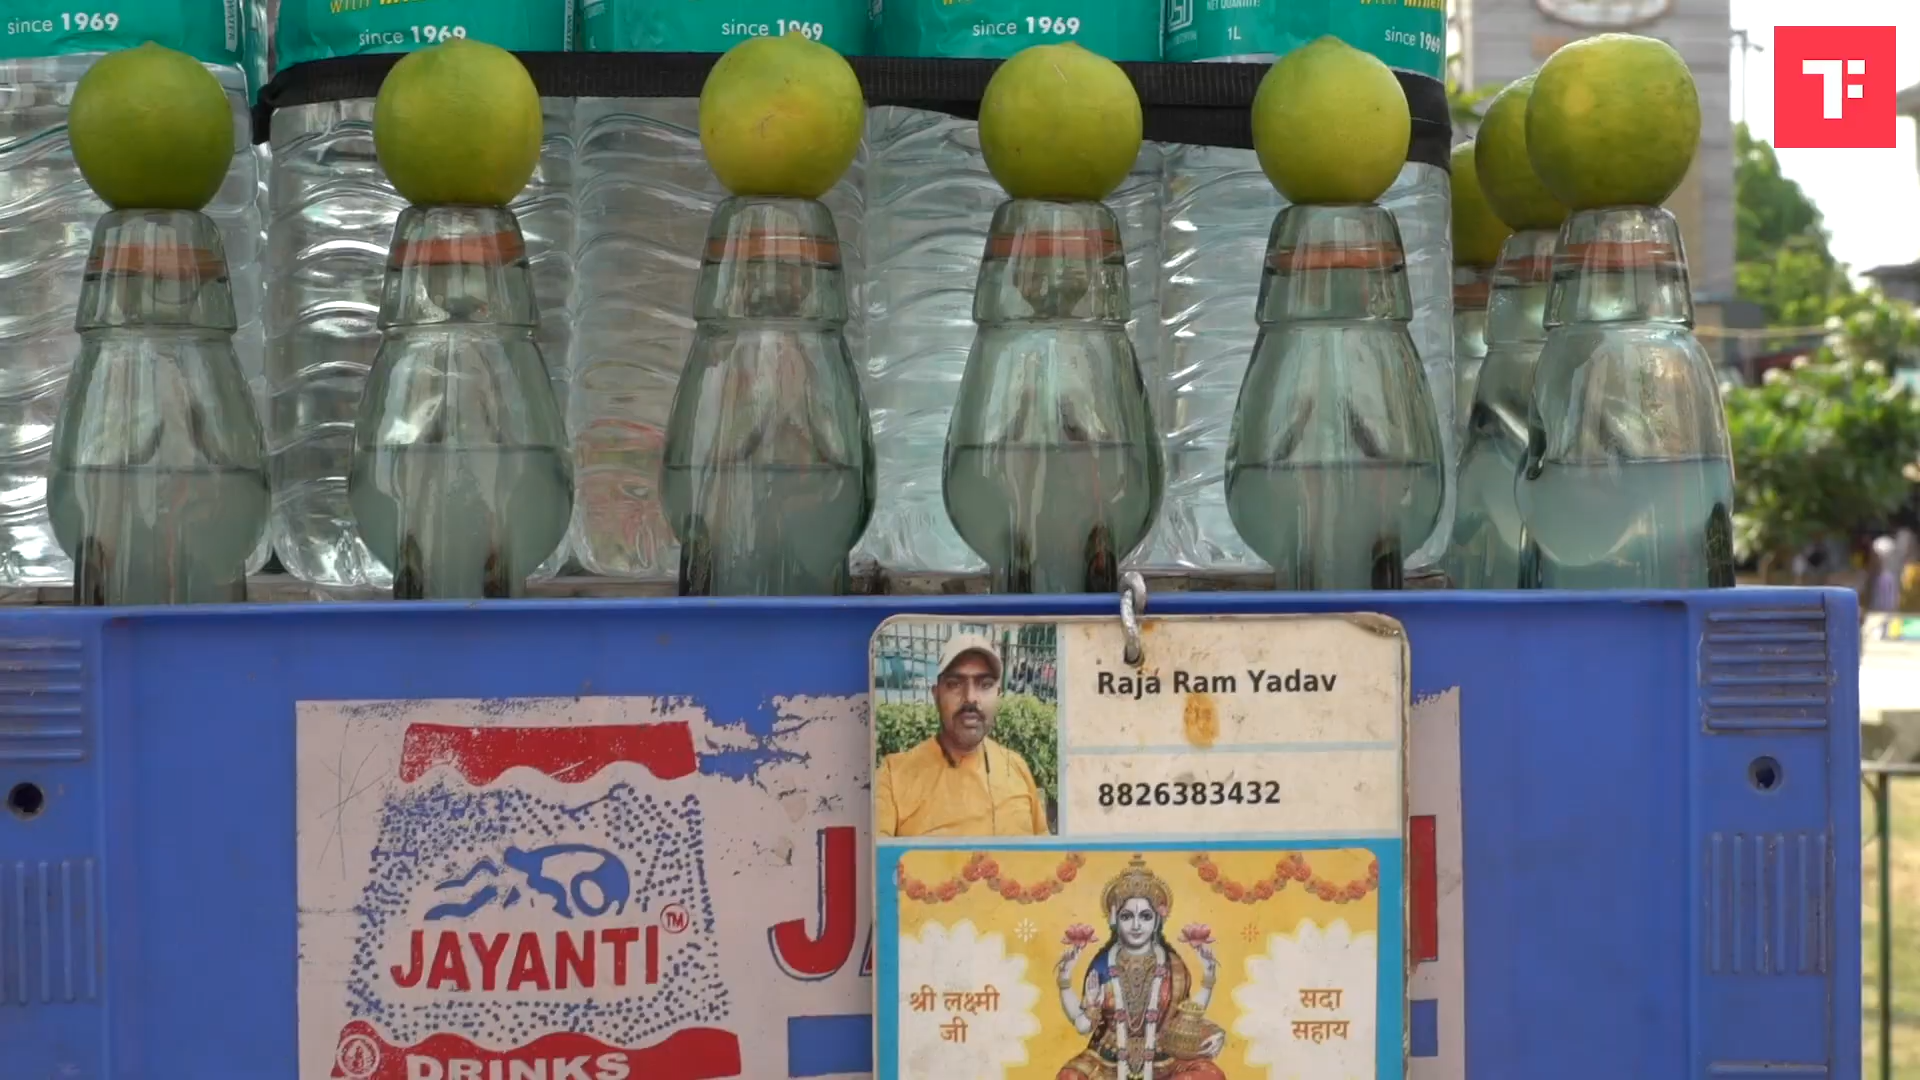 since 1969
since 1969
since 1969
since 1969
1L
since 1969
Raja Ram Yadav
8826383432
JAYANTI
TM
DRINKS
श्री लक्ष्मी
जी
सदा
सहाय